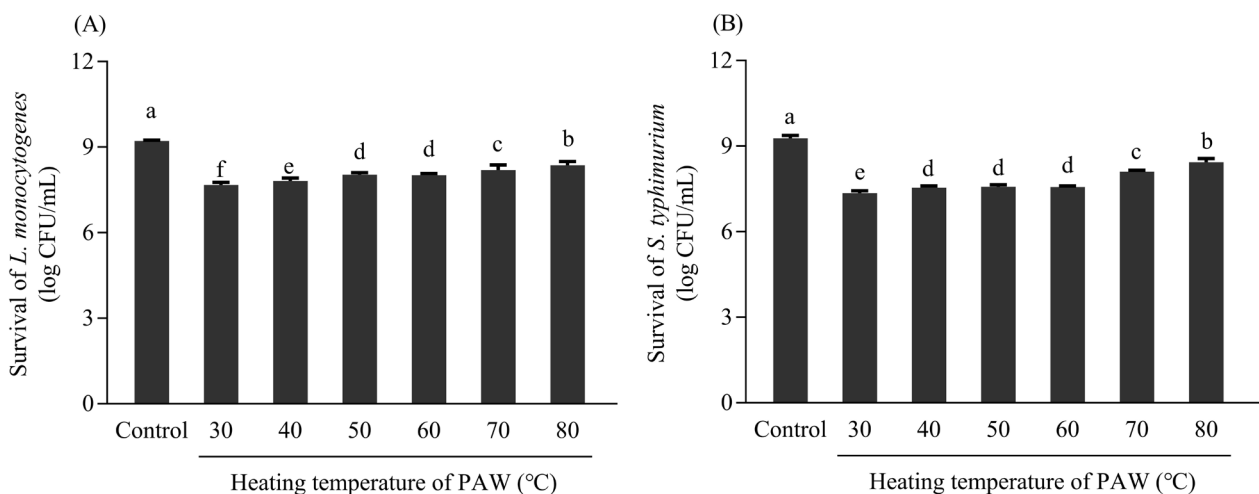 (A)
Survival of L. monocytogenes
(log CFU/mL)
12
9
6
3
0
a
f
e
d
d
c
b
Control 30 40 50 60 70 80
Heating temperature of PAW (℃)
(B)
Survival of S. typhimurium
(log CFU/mL)
12
9
6
3
0
a
e
d
d
d
c
b
Control 30 40 50 60 70 80
Heating temperature of PAW (℃)